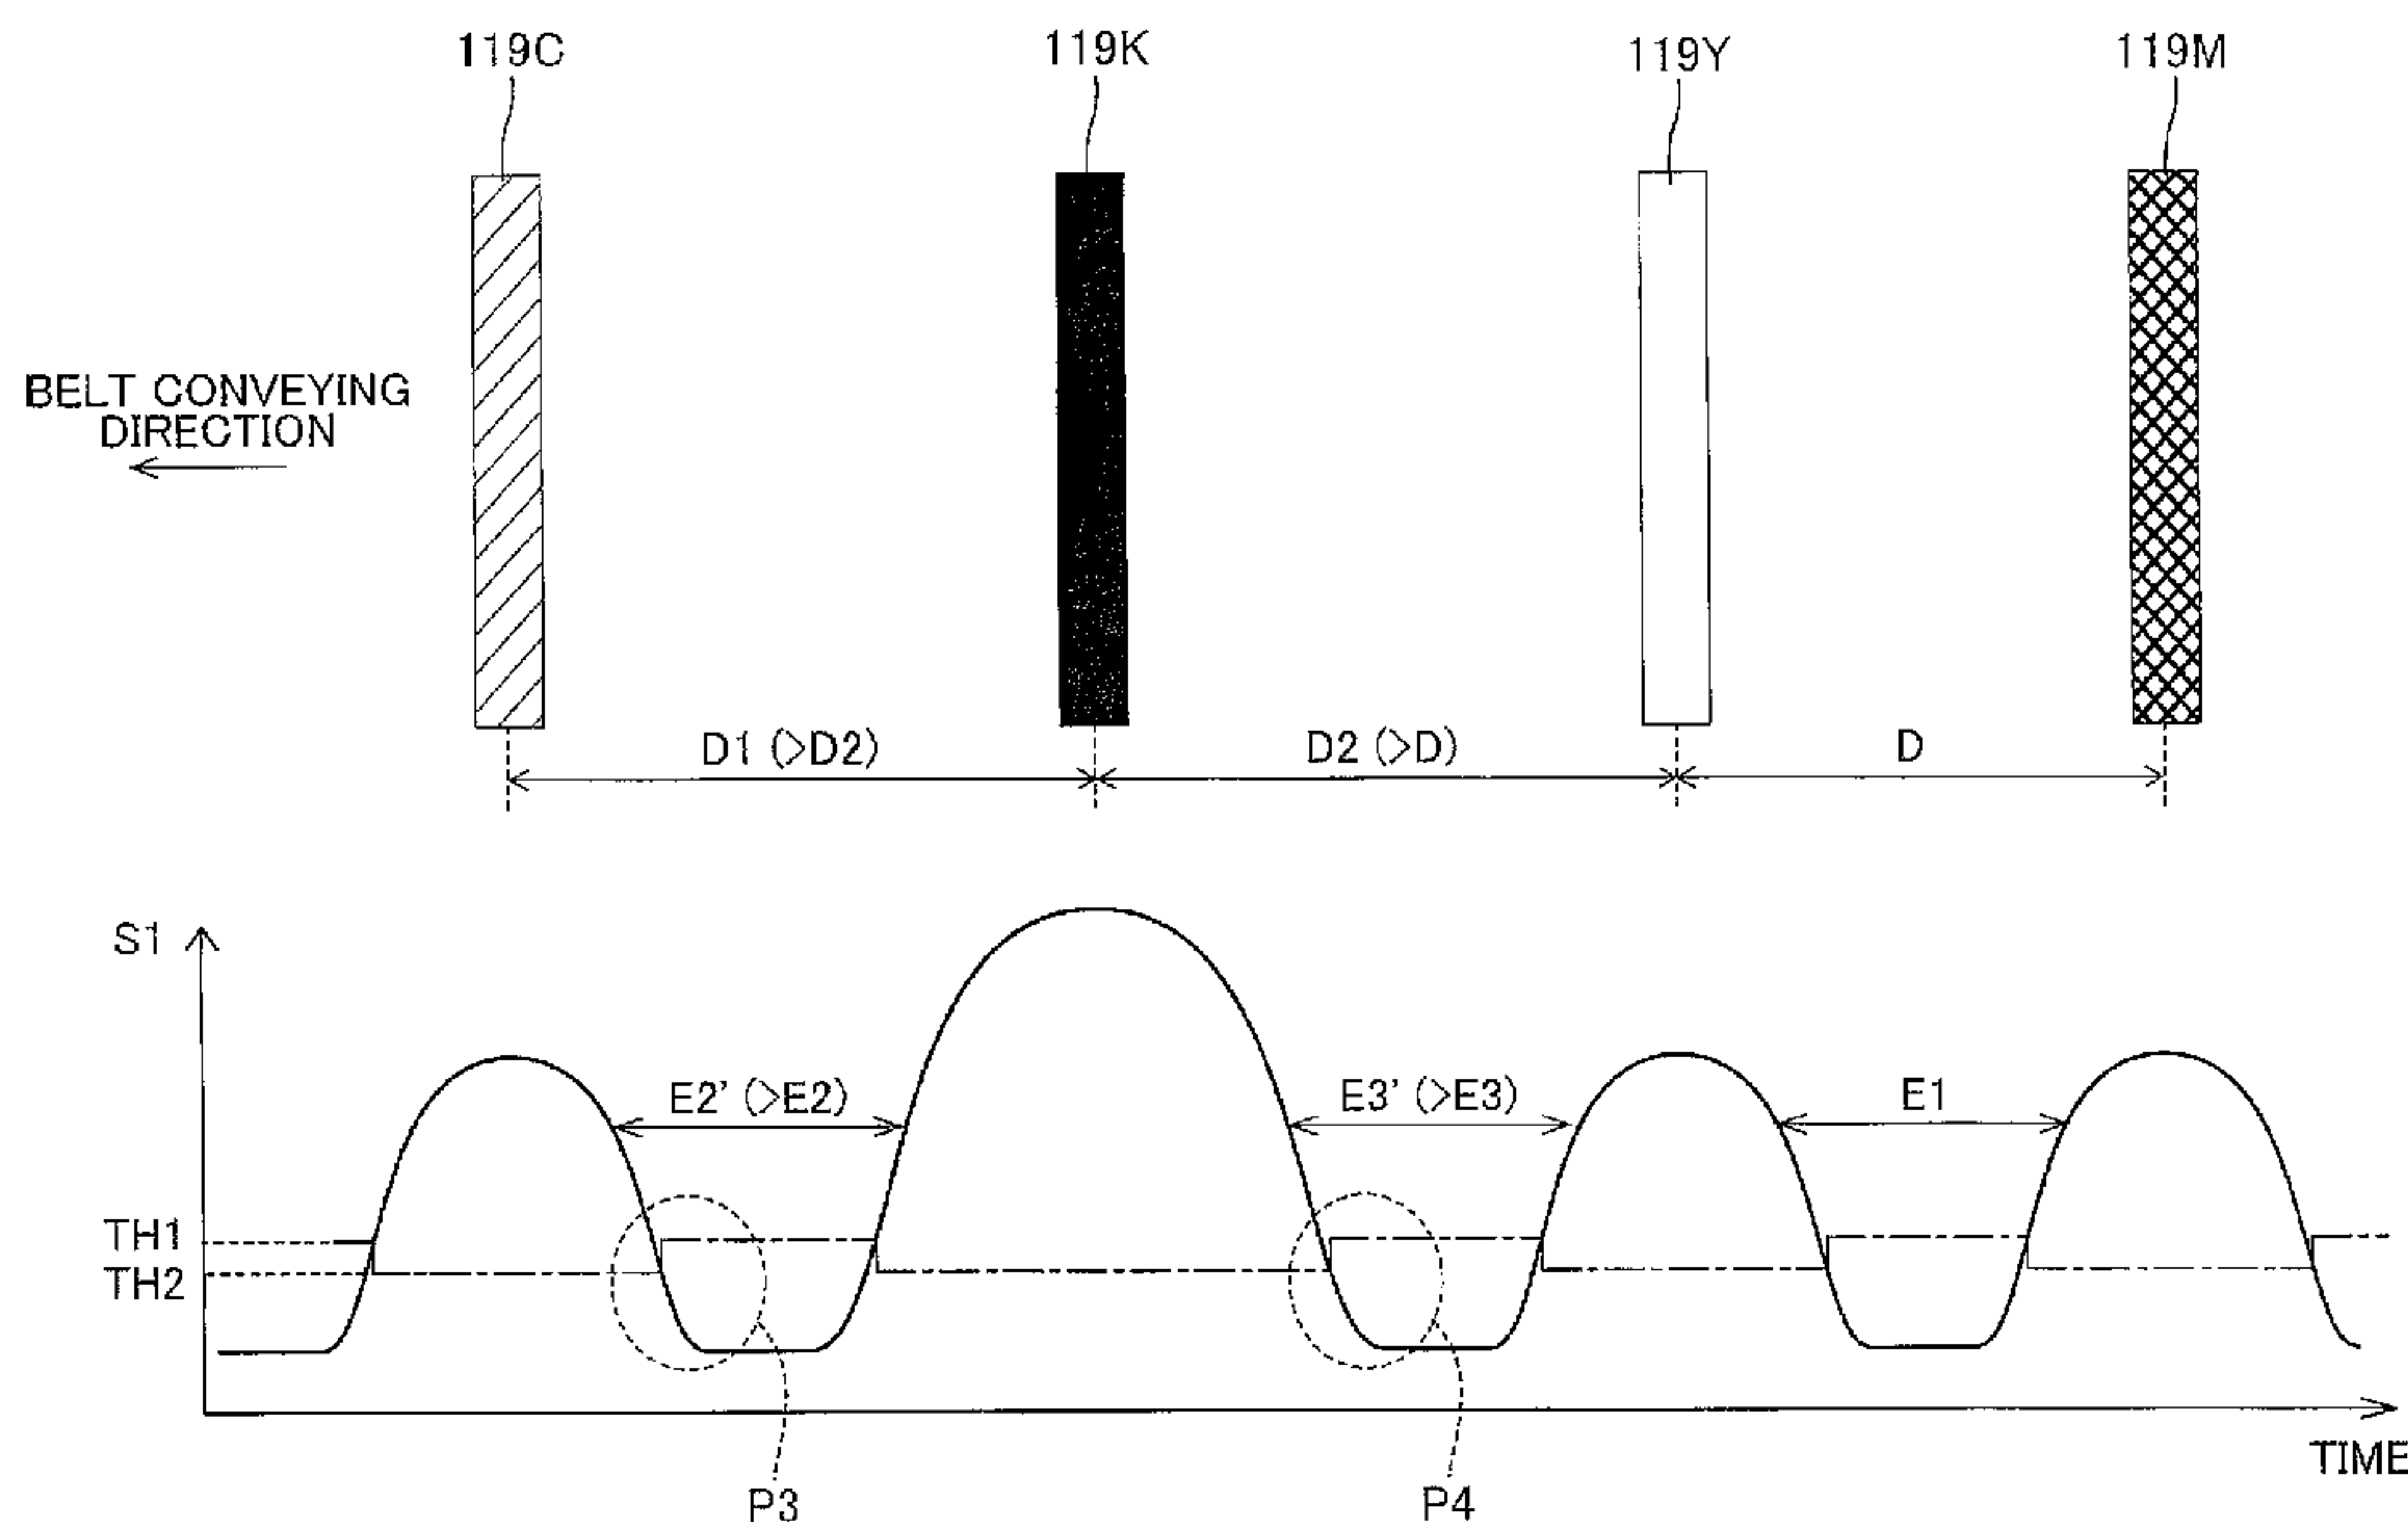 119C
119K
119Y
119M
BELT CONVEYING
DIRECTION
D1 (>D2)
D2 (>D)
D
S1
E2' (>E2)
E3' (>E3)
E1
TH1
TH2
TIME
P3
P4